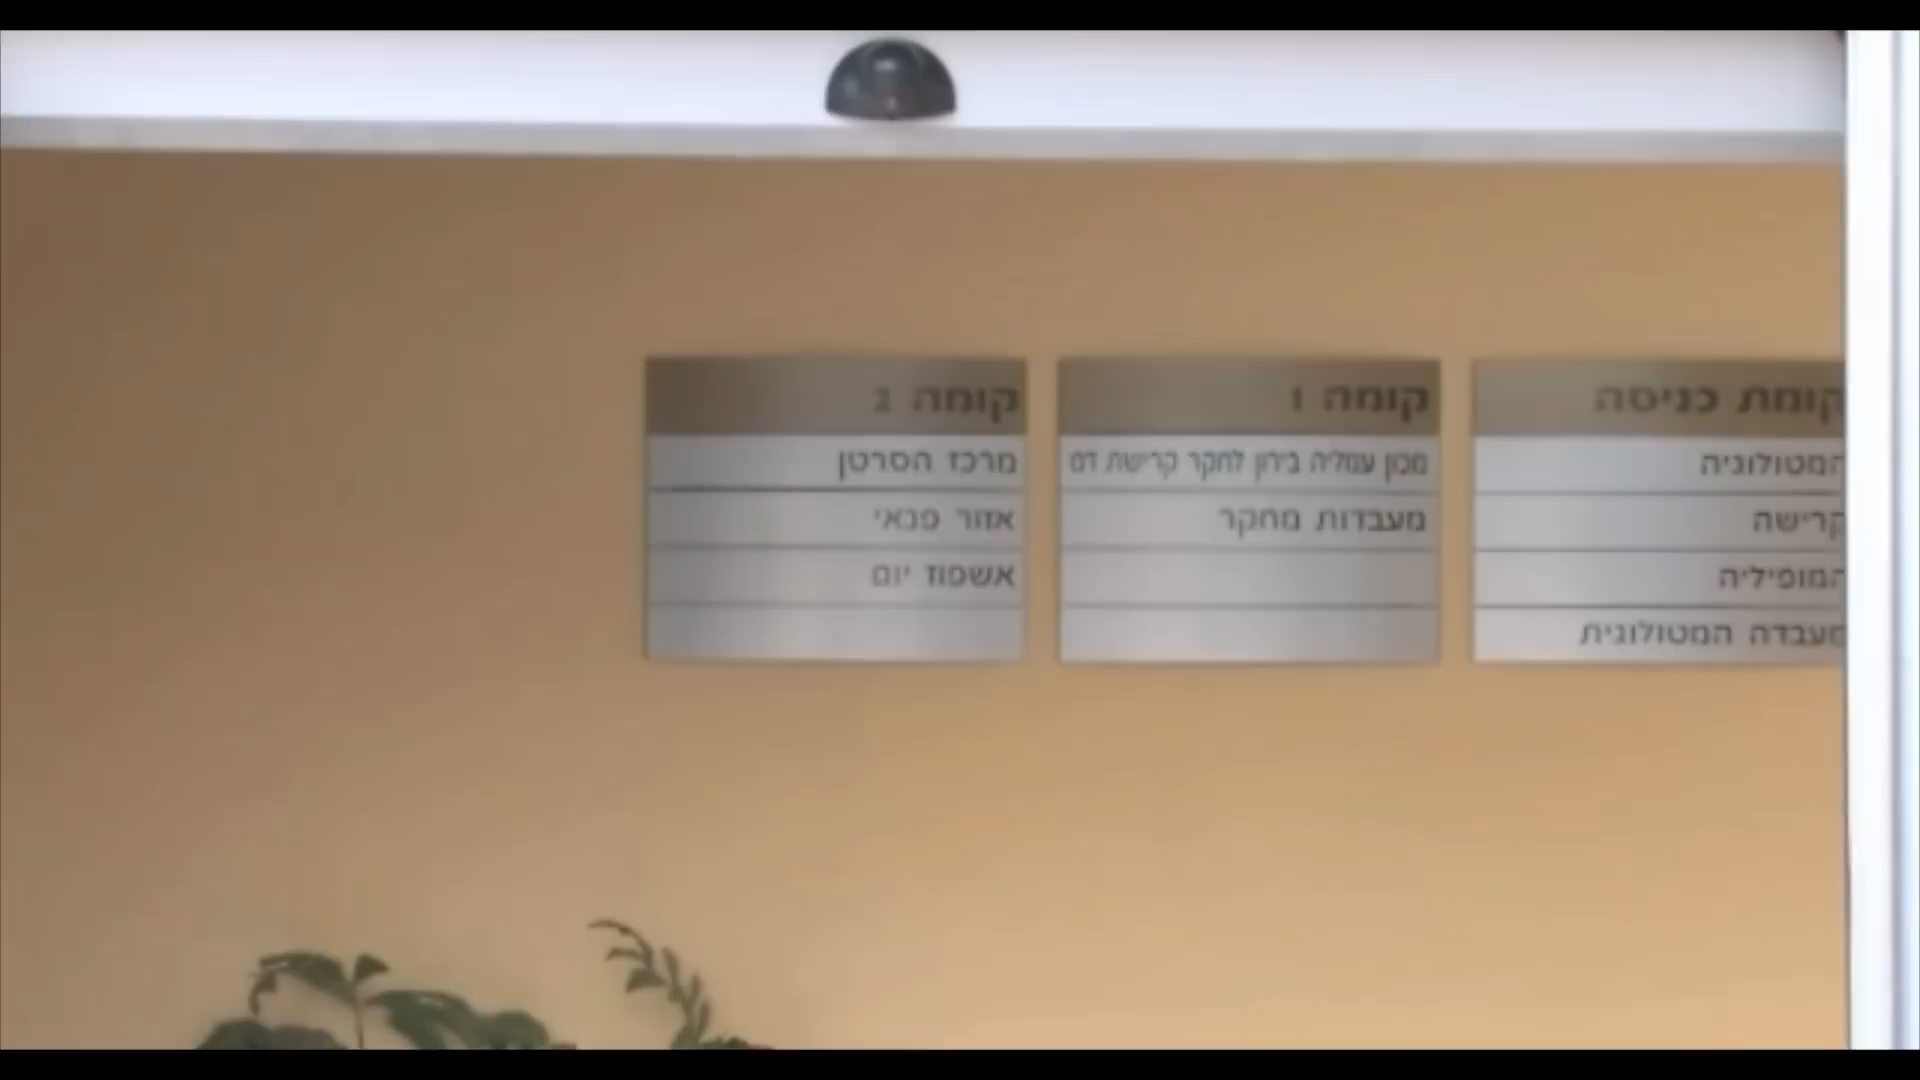 קומת כניסה
המטולוגיה
קרישה
המופיליה
מעבדה המטולוגית
קומה 1
מכון עמליה בירון לחקר קרישת דם
מעבדות מחקר
קומה 2
מרכז הסרטן
אזור פנאי
אשפוז יום